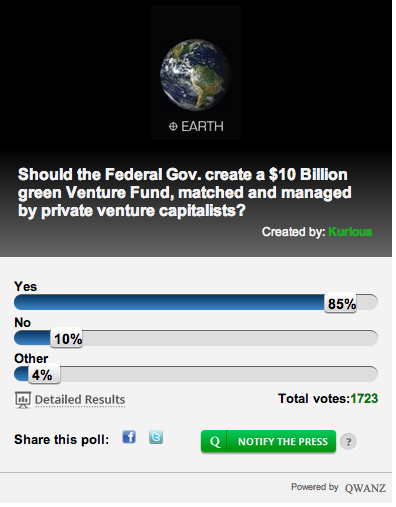 ⊕ EARTH
Should the Federal Gov. create a $10 Billion
green Venture Fund, matched and managed
by private venture capitalists?
Created by: Kurious
Yes
85%
No
10%
Other
4%
Detailed Results
Total votes:1723
Share this poll: f t
Q NOTIFY THE PRESS ?
Powered by QWANZ